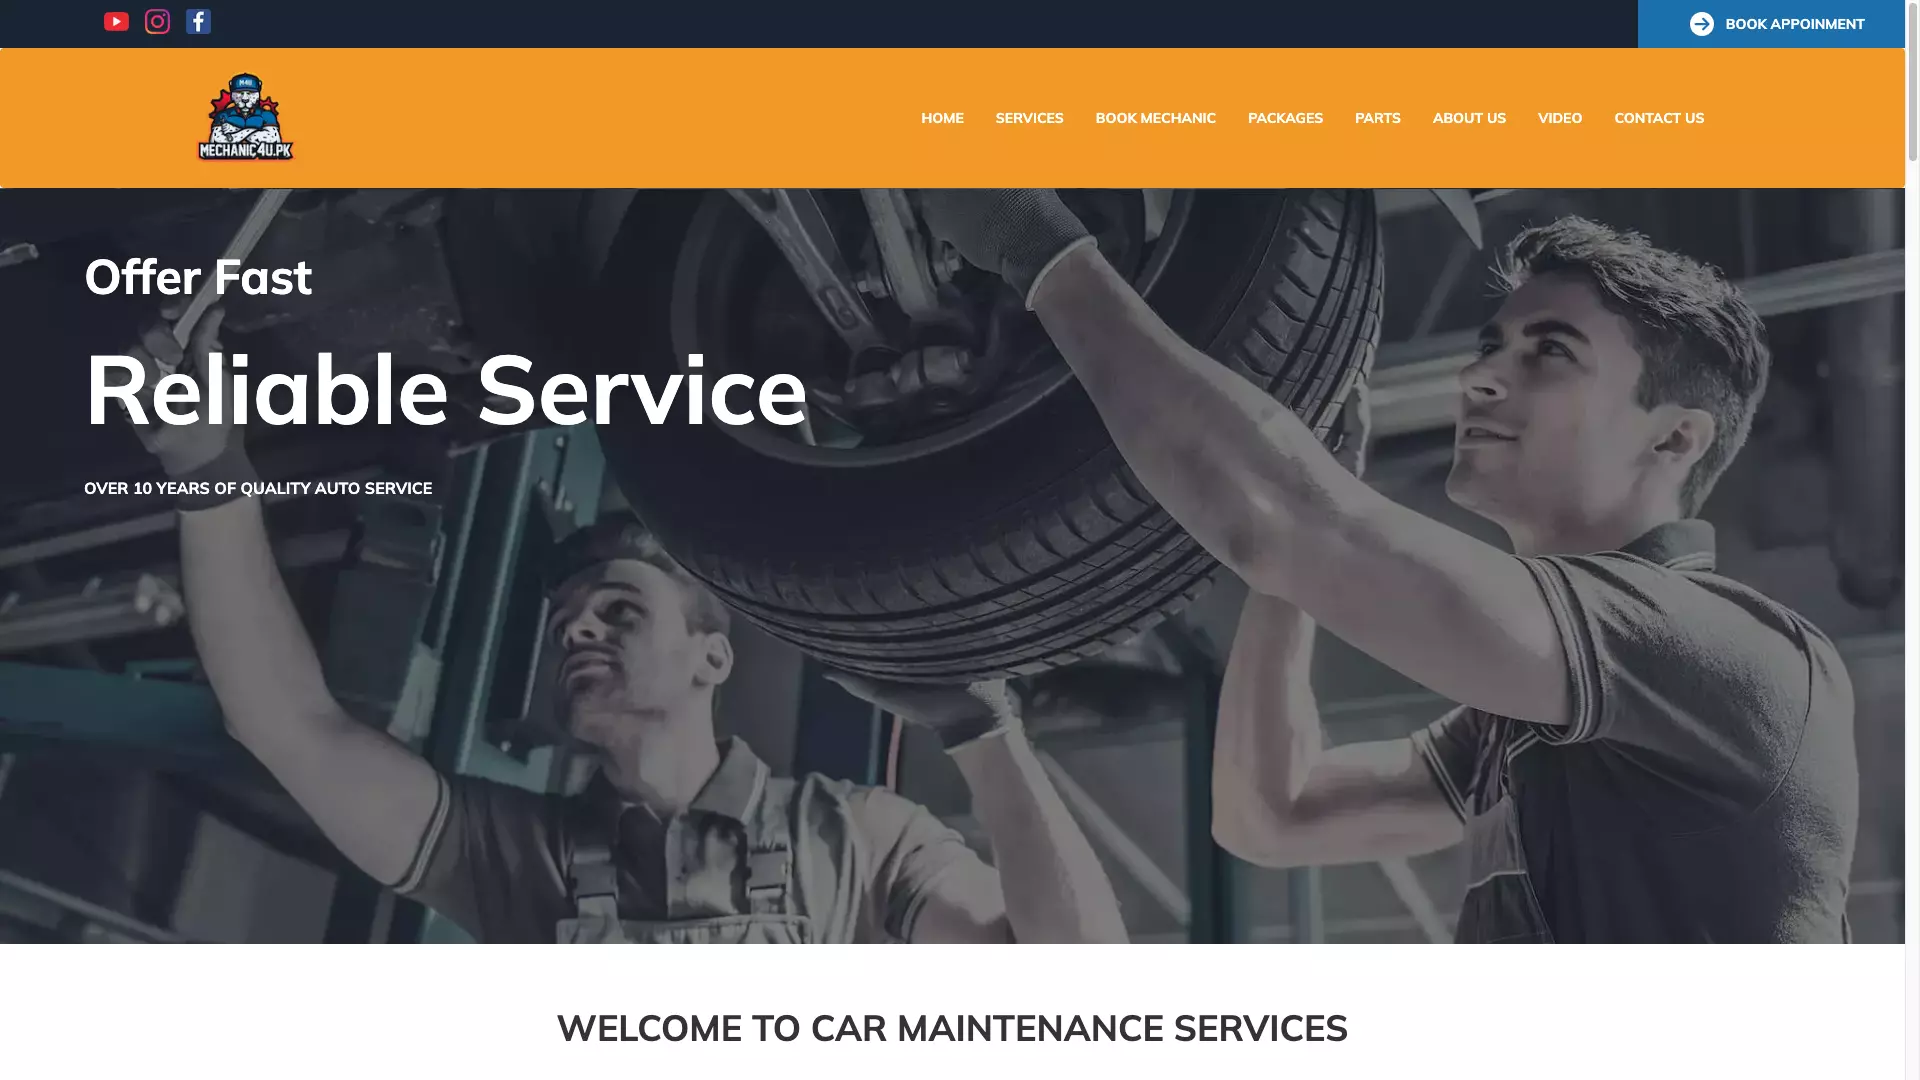 BOOK APPOINMENT
M4U
MECHANIC4U.PK
HOME SERVICES BOOK MECHANIC PACKAGES PARTS ABOUT US VIDEO CONTACT US
Offer Fast
Reliable Service
OVER 10 YEARS OF QUALITY AUTO SERVICE
WELCOME TO CAR MAINTENANCE SERVICES